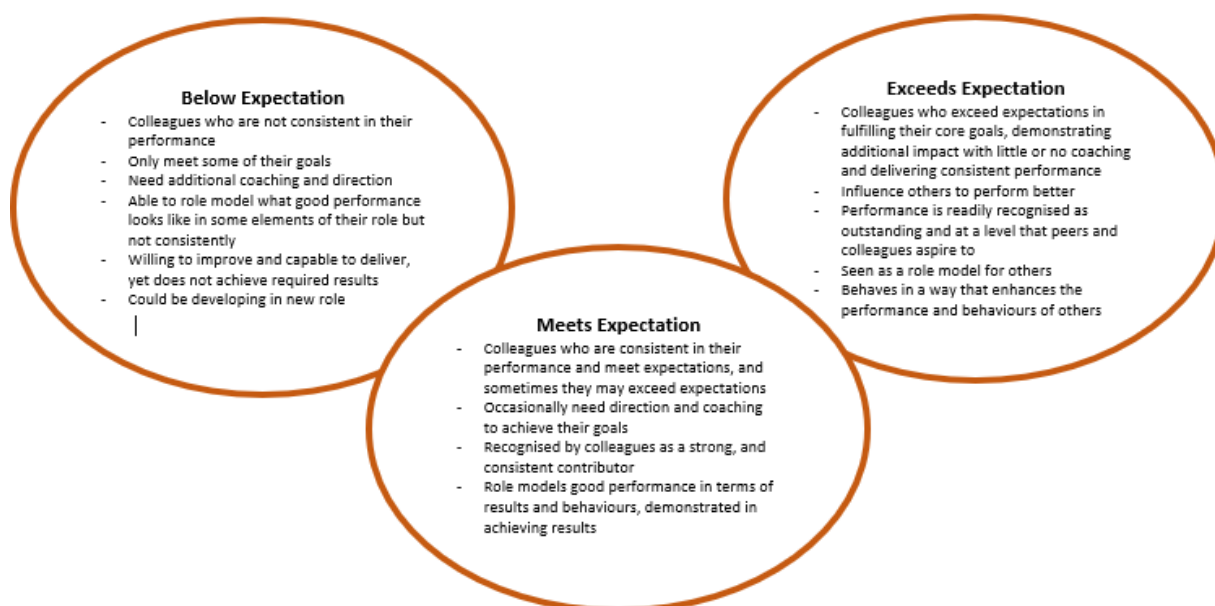 Below Expectation
- Colleagues who are not consistent in their
performance
- Only meet some of their goals
- Need additional coaching and direction
- Able to role model what good performance
looks like in some elements of their role but
not consistently
- Willing to improve and capable to deliver,
yet does not achieve required results
- Could be developing in new role
Meets Expectation
- Colleagues who are consistent in their
performance and meet expectations, and
sometimes they may exceed expectations
- Occasionally need direction and coaching
to achieve their goals
- Recognised by colleagues as a strong, and
consistent contributor
- Role models good performance in terms of
results and behaviours, demonstrated in
achieving results
Exceeds Expectation
- Colleagues who exceed expectations in
fulfilling their core goals, demonstrating
additional impact with little or no coaching
and delivering consistent performance
- Influence others to perform better
- Performance is readily recognised as
outstanding and at a level that peers and
colleagues aspire to
- Seen as a role model for others
- Behaves in a way that enhances the
performance and behaviours of others